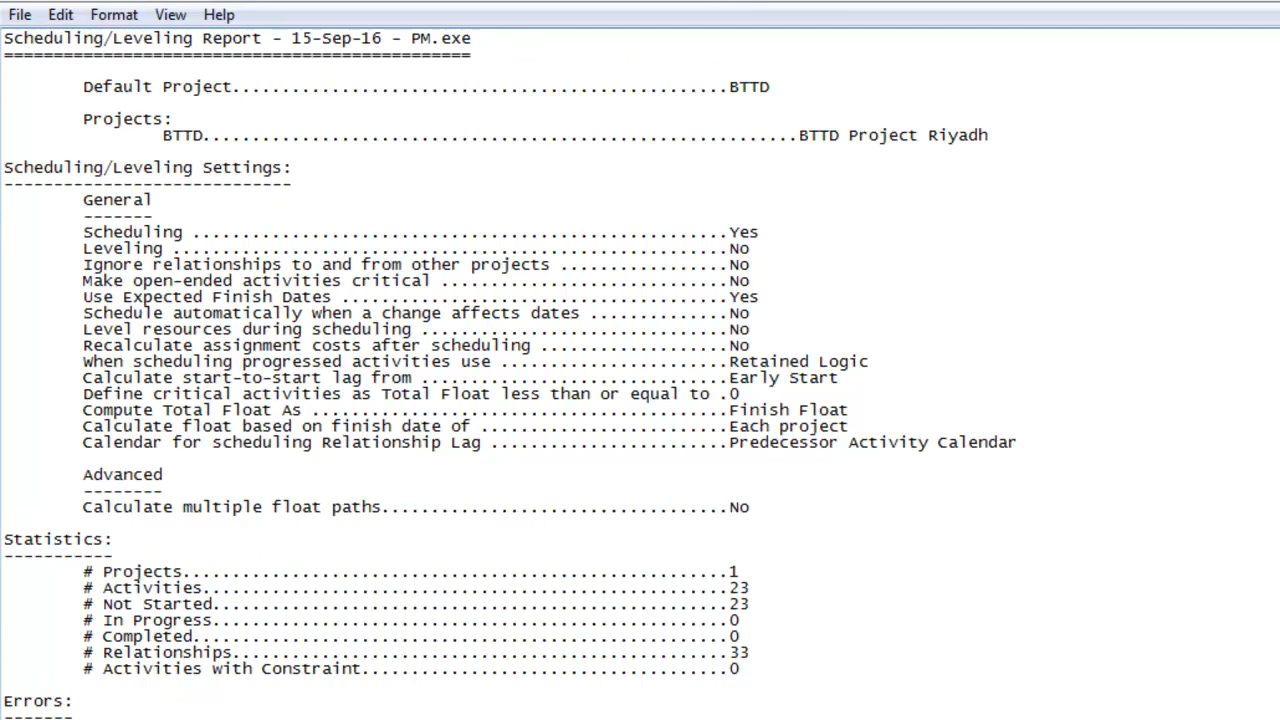 File Edit Format View Help
Scheduling/Leveling Report - 15-Sep-16 - PM.exe
===============================================
Default Project..................................................BTTD
Projects:
BTTD............................................................BTTD Project Riyadh
Scheduling/Leveling Settings:
-----------------------------
General
-------
Scheduling ......................................................Yes
Leveling ........................................................No
Ignore relationships to and from other projects .................No
Make open-ended activities critical .............................No
Use Expected Finish Dates .......................................Yes
Schedule automatically when a change affects dates ..............No
Level resources during scheduling ...............................No
Recalculate assignment costs after scheduling ...................No
When scheduling progressed activities use .......................Retained Logic
Calculate start-to-start lag from ...............................Early Start
Define critical activities as Total Float less than or equal to .0
Compute Total Float As ..........................................Finish Float
Calculate float based on finish date of .........................Each project
Calendar for scheduling Relationship Lag ........................Predecessor Activity Calendar
Advanced
--------
Calculate multiple float paths...................................No
Statistics:
-----------
# Projects.......................................................1
# Activities.....................................................23
# Not Started....................................................23
# In Progress....................................................0
# Completed......................................................0
# Relationships..................................................33
# Activities with Constraint.....................................0
Errors:
-------